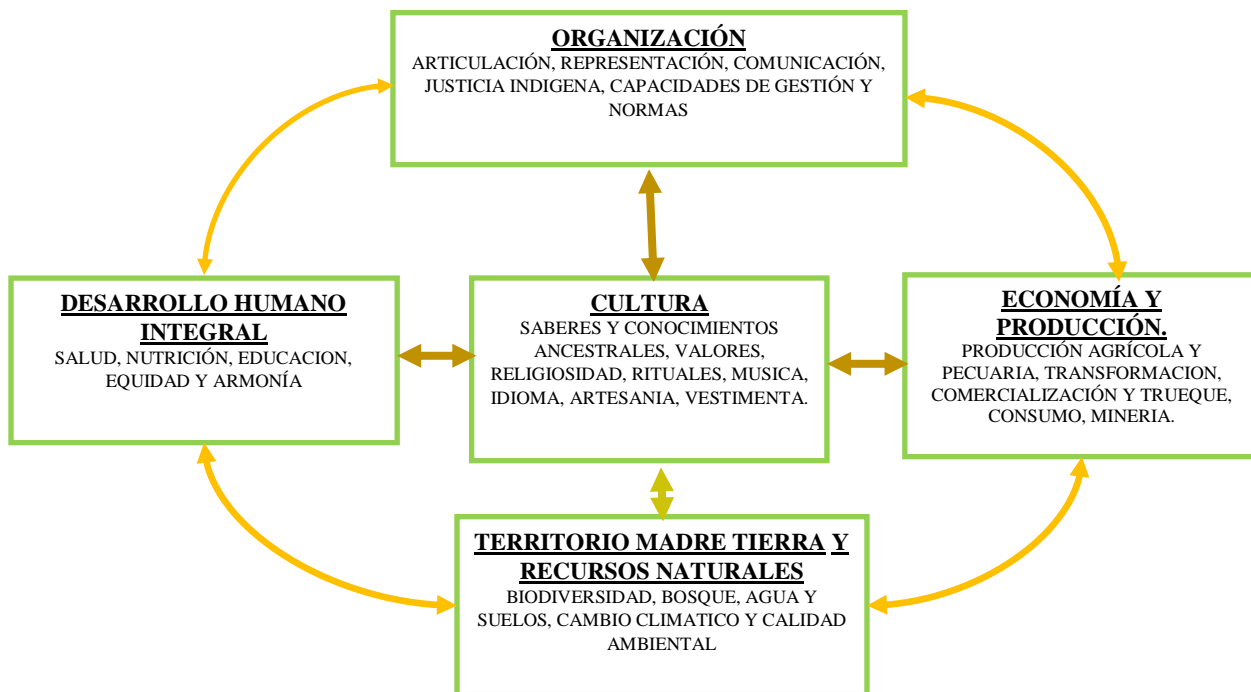 ORGANIZACIÓN
ARTICULACIÓN, REPRESENTACIÓN, COMUNICACIÓN,
JUSTICIA INDIGENA, CAPACIDADES DE GESTIÓN Y
NORMAS
DESARROLLO HUMANO
INTEGRAL
SALUD, NUTRICIÓN, EDUCACION,
EQUIDAD Y ARMONÍA
CULTURA
SABERES Y CONOCIMIENTOS
ANCESTRALES, VALORES,
RELIGIOSIDAD, RITUALES, MUSICA,
IDIOMA, ARTESANIA, VESTIMENTA.
ECONOMÍA Y
PRODUCCIÓN.
PRODUCCIÓN AGRÍCOLA Y
PECUARIA, TRANSFORMACION,
COMERCIALIZACIÓN Y TRUEQUE,
CONSUMO, MINERIA.
TERRITORIO MADRE TIERRA Y
RECURSOS NATURALES
BIODIVERSIDAD, BOSQUE, AGUA Y
SUELOS, CAMBIO CLIMATICO Y CALIDAD
AMBIENTAL